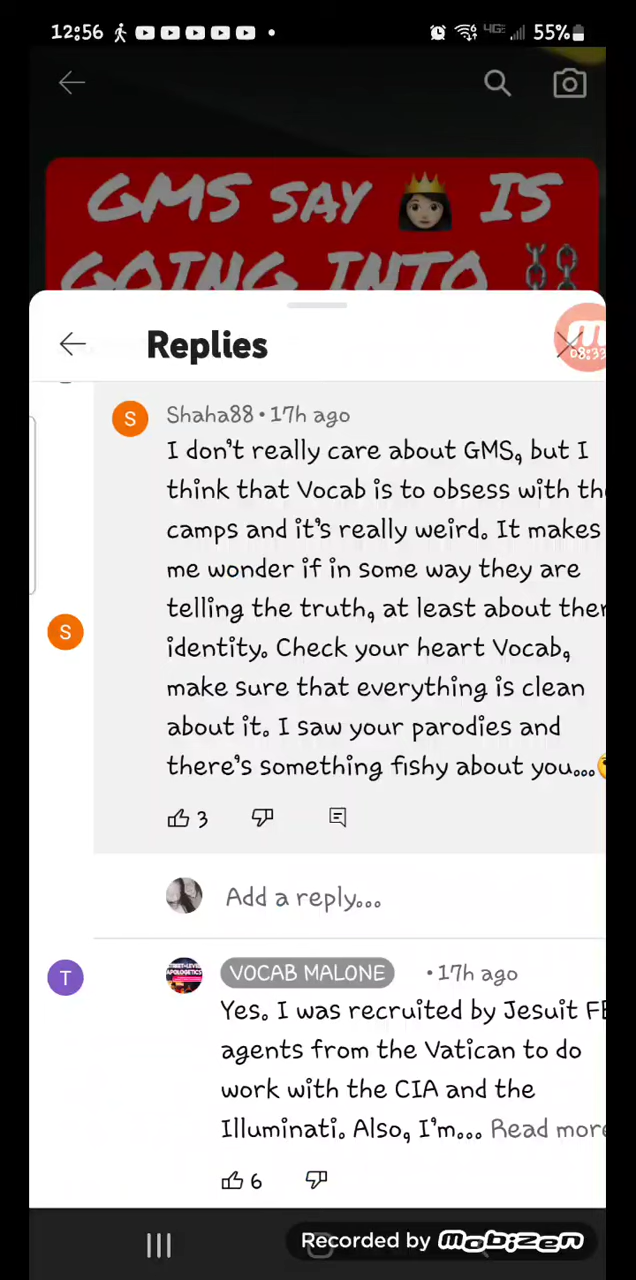 12:56
4G
55%
GMS SAY IS
GOING INTO
Replies
08:33
S
Shaha88 • 17h ago
I don't really care about GMS, but I
think that Vocab is to obsess with th
camps and it's really weird. It makes
me wonder if in some way they are
telling the truth, at least about ther
S
identity. Check your heart Vocab,
make sure that everything is clean
about it. I saw your parodies and
there's something fishy about you...
3
Add a reply...
T
VOCAB MALONE • 17h ago
Yes. I was recruited by Jesuit FB
agents from the Vatican to do
work with the CIA and the
Illuminati. Also, I'm... Read more
6
Recorded by mobizen